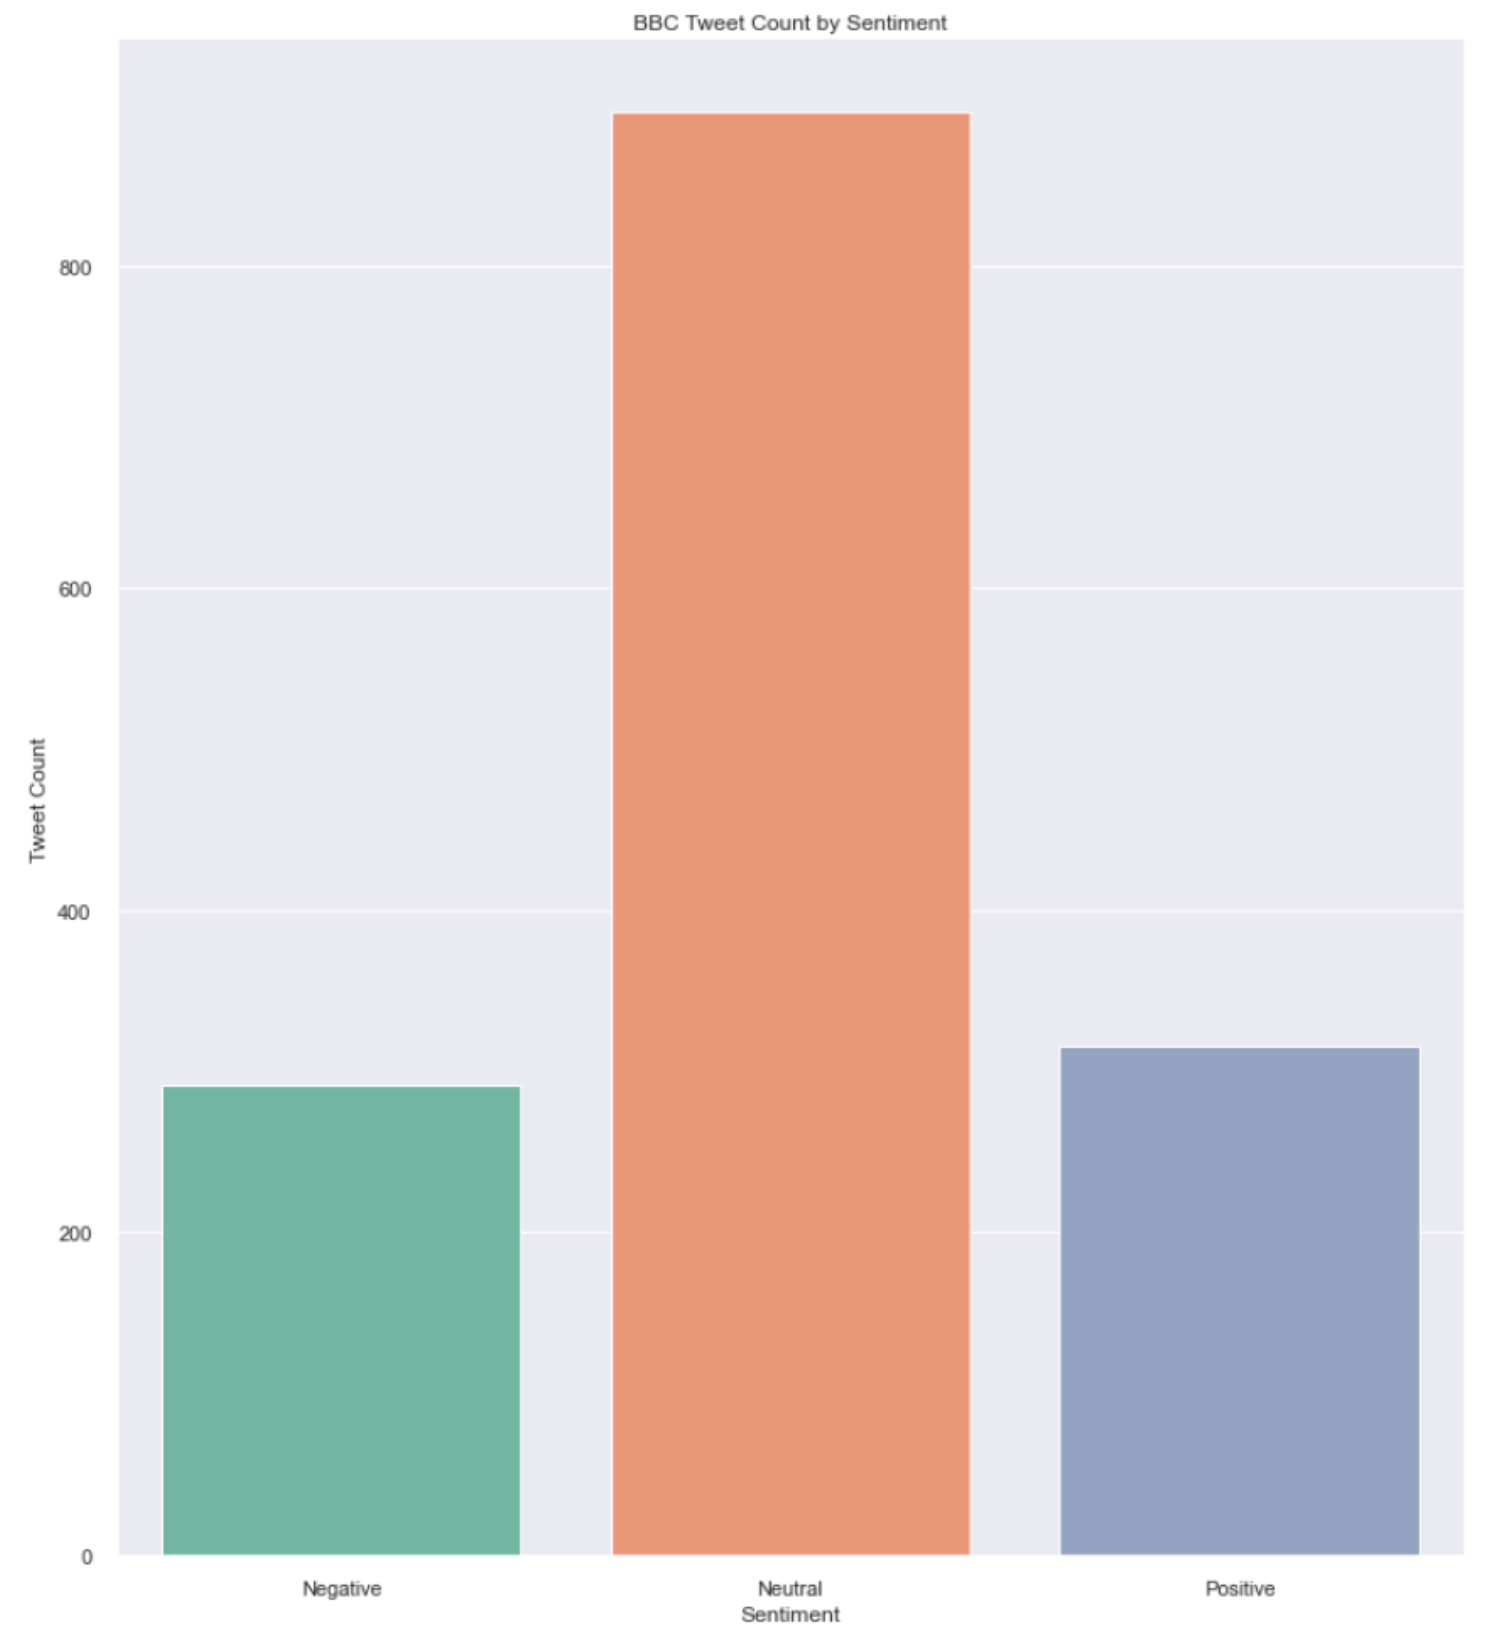 BBC Tweet Count by Sentiment
Tweet Count
800
600
400
200
0
Negative
Neutral
Positive
Sentiment